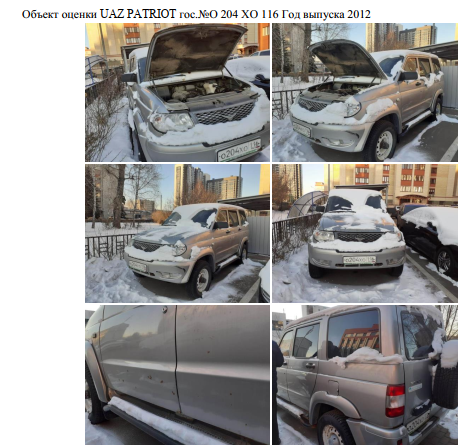 Объект оценки UAZ PATRIOT гос.№О 204 ХО 116 Год выпуска 2012